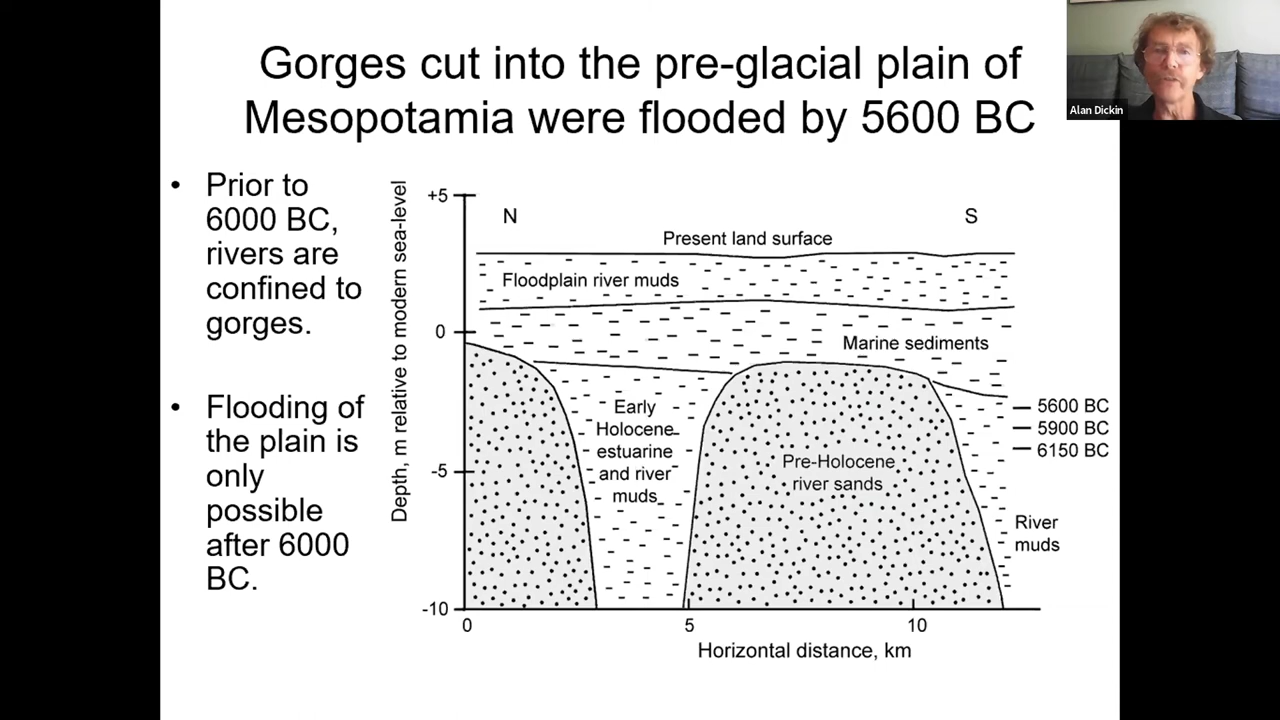 Gorges cut into the pre-glacial plain of
Mesopotamia were flooded by 5600 BC
Alan Dickin
• Prior to
6000 BC,
rivers are
confined to
gorges.
• Flooding of
the plain is
only
possible
after 6000
BC.
Depth, m relative to modern sea-level
+5
0
-5
-10
N
S
Present land surface
Floodplain river muds
Marine sediments
Early
Holocene
estuarine
and river
muds
Pre-Holocene
river sands
5600 BC
5900 BC
6150 BC
River
muds
0
5
10
Horizontal distance, km